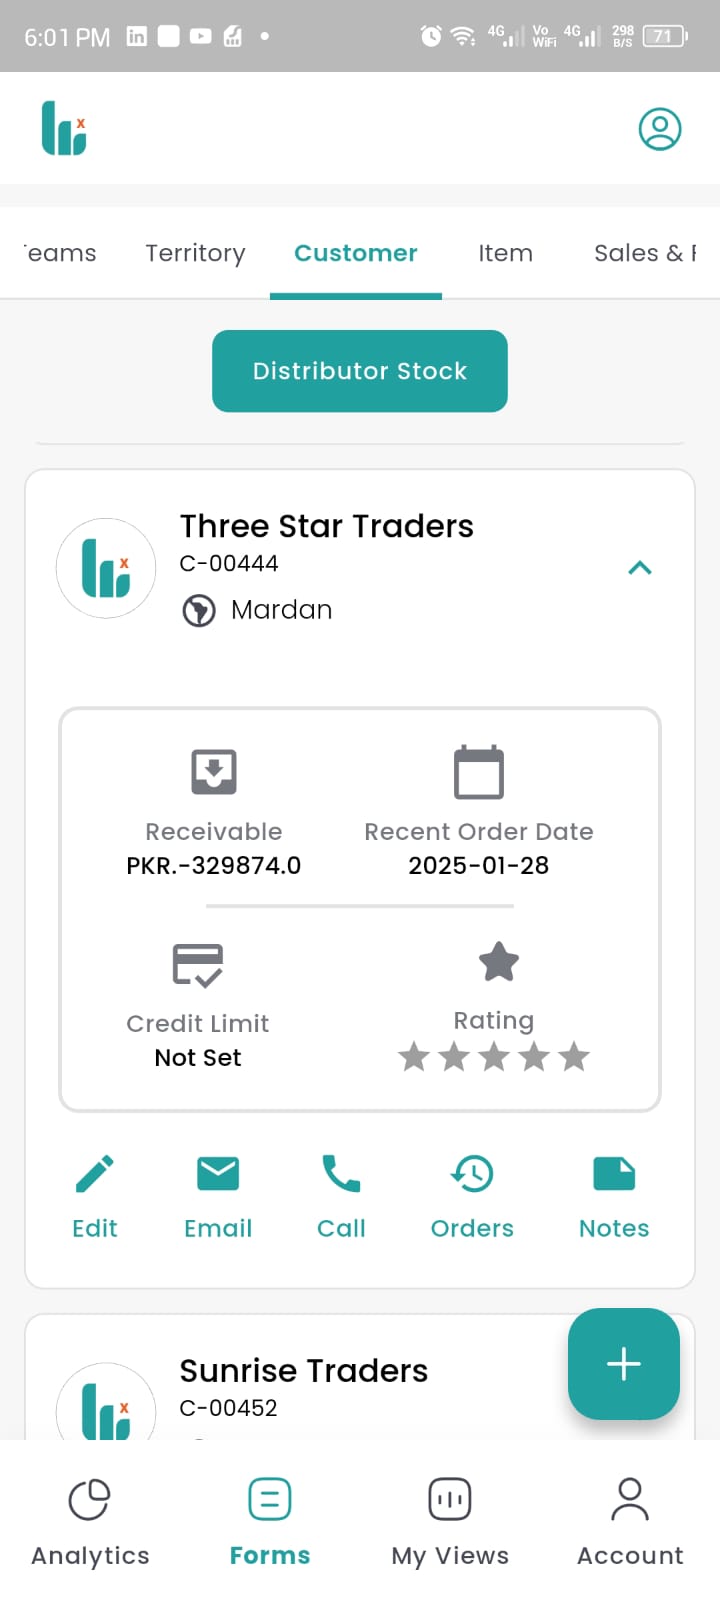 6:01 PM
4G Vo WiFi 4G 298 B/S 71
x
Teams Territory Customer Item Sales &
Distributor Stock
Three Star Traders
C-00444
x
Mardan
Receivable Recent Order Date
PKR.-329874.0 2025-01-28
Credit Limit Rating
Not Set
Edit Email Call Orders Notes
Sunrise Traders
C-00452
x
Analytics Forms My Views Account